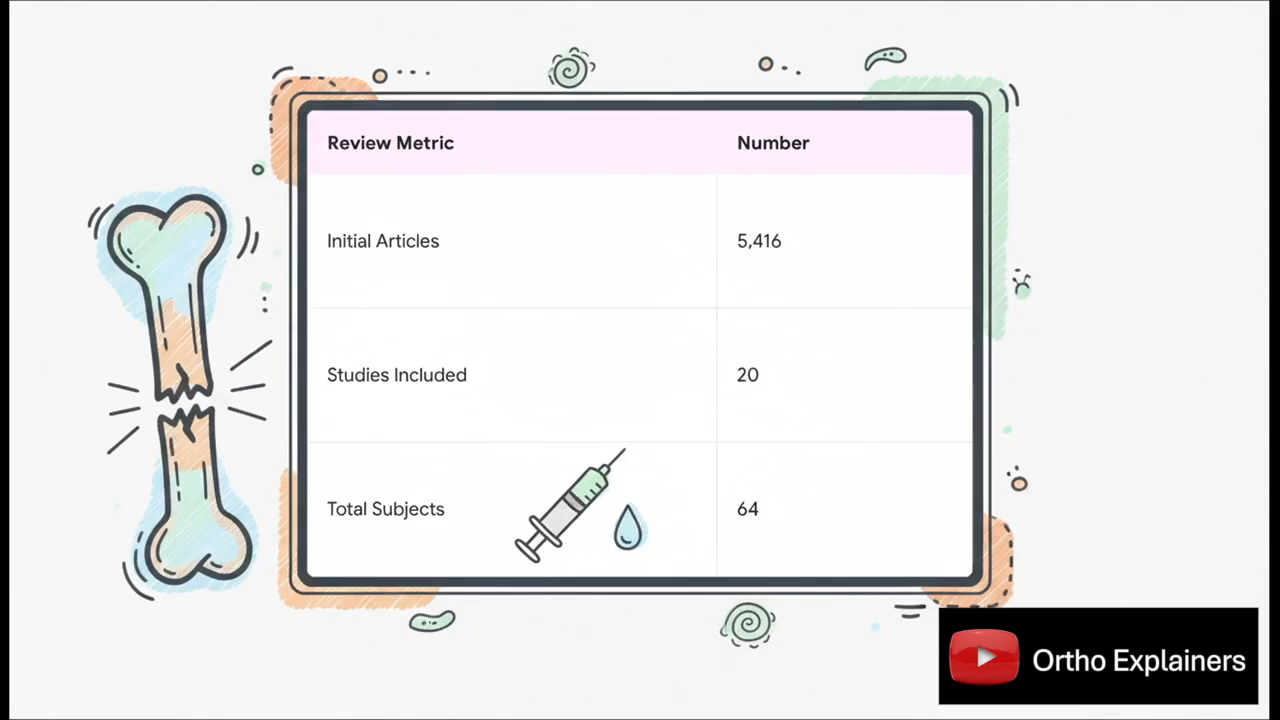 Review Metric Number
Initial Articles 5,416
Studies Included 20
Total Subjects 64
Ortho Explainers